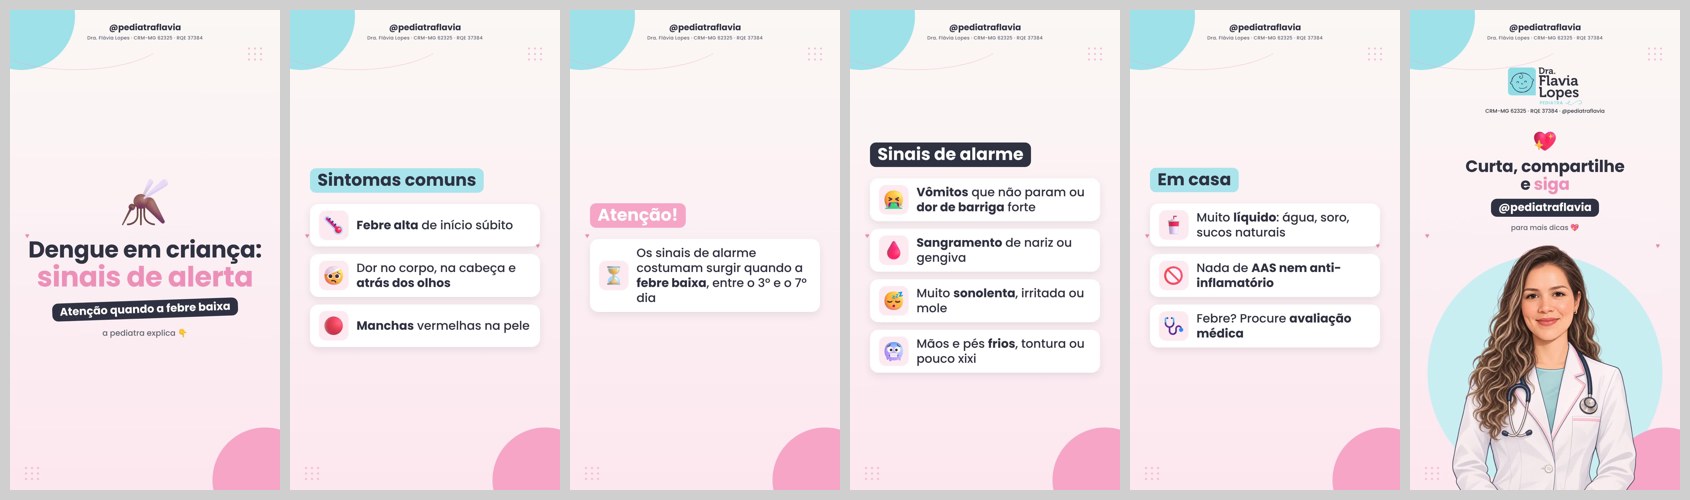 @pediatraflavia
Dra. Flávia Lopes · CRM-MG 62325 · RQE 37384
Dengue em criança:
sinais de alerta
Atenção quando a febre baixa
a pediatra explica 👇
@pediatraflavia
Dra. Flávia Lopes · CRM-MG 62325 · RQE 37384
Sintomas comuns
Febre alta de início súbito
Dor no corpo, na cabeça e
atrás dos olhos
Manchas vermelhas na pele
@pediatraflavia
Dra. Flávia Lopes · CRM-MG 62325 · RQE 37384
Atenção!
Os sinais de alarme
costumam surgir quando a
febre baixa, entre o 3º e o 7º
dia
@pediatraflavia
Dra. Flávia Lopes · CRM-MG 62325 · RQE 37384
Sinais de alarme
Vômitos que não param ou
dor de barriga forte
Sangramento de nariz ou
gengiva
Muito sonolenta, irritada ou
mole
Mãos e pés frios, tontura ou
pouco xixi
@pediatraflavia
Dra. Flávia Lopes · CRM-MG 62325 · RQE 37384
Em casa
Muito líquido: água, soro,
sucos naturais
Nada de AAS nem anti-
inflamatório
Febre? Procure avaliação
médica
@pediatraflavia
Dra. Flávia Lopes · CRM-MG 62325 · RQE 37384
Dra.
Flavia
Lopes
PEDIATRA
CRM-MG 62325 · RQE 37384 · @pediatraflavia
Curta, compartilhe
e siga
@pediatraflavia
para mais dicas 💖